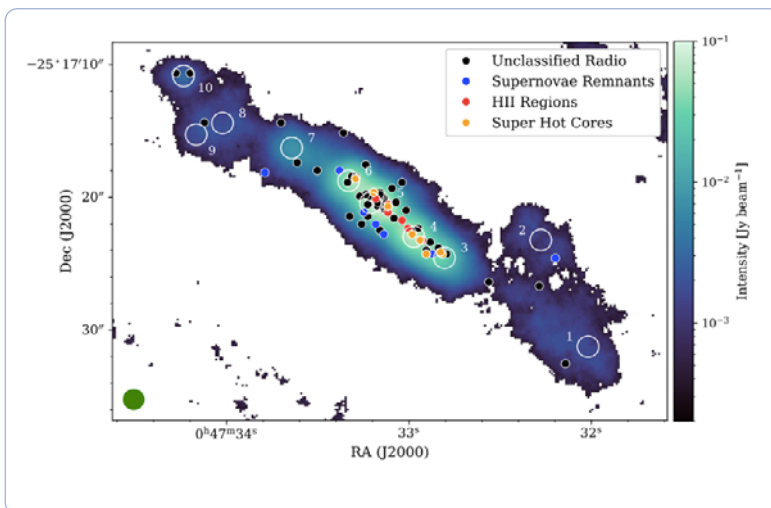 −25°17′10″
20″
30″
Dec (J2000)
0ʰ47ᵐ34ˢ
33ˢ
32ˢ
RA (J2000)
Unclassified Radio
Supernovae Remnants
HII Regions
Super Hot Cores
10
8
9
7
6
5
4
3
2
1
10⁻¹
10⁻²
10⁻³
Intensity [Jy beam⁻¹]